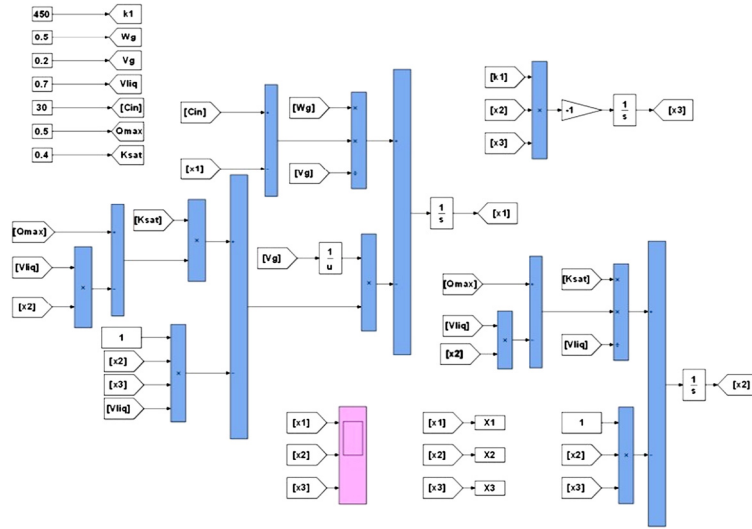 450 k1
0.5 Wg
0.2 Vg
0.7 Vliq
30 [Cin]
0.5 Qmax
0.4 Ksat
[Cin]
[x1]
[Wg]
×
×
[Vg]
÷
[k1]
[x2]
×
[x3]
-1
1
s
[x3]
1
s
[x1]
[Qmax]
[Vliq]
×
[x2]
[Ksat]
×
1
[x2]
×
[x3]
[Vliq]
[Vg]
1
u
×
[Qmax]
[Vliq]
×
[x2]
[Ksat]
×
×
[Vliq]
÷
1
s
[x2]
1
[x2]
×
[x3]
[x1]
[x2]
[x3]
[x1] X1
[x2] X2
[x3] X3